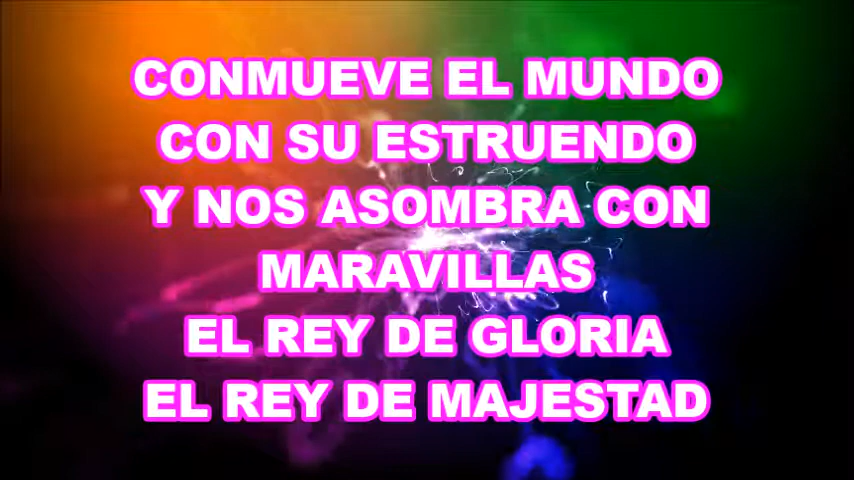 CONMUEVE EL MUNDO
CON SU ESTRUENDO
Y NOS ASOMBRA CON
MARAVILLAS
EL REY DE GLORIA
EL REY DE MAJESTAD